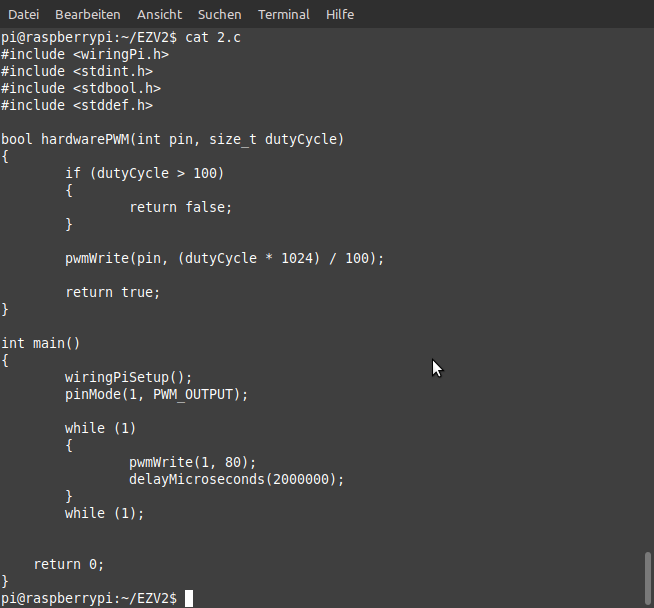 Datei Bearbeiten Ansicht Suchen Terminal Hilfe
pi@raspberrypi:~/EZV2$ cat 2.c
#include <wiringPi.h>
#include <stdint.h>
#include <stdbool.h>
#include <stddef.h>

bool hardwarePWM(int pin, size_t dutyCycle)
{
        if (dutyCycle > 100)
        {
                return false;
        }

        pwmWrite(pin, (dutyCycle * 1024) / 100);

        return true;
}

int main()
{
        wiringPiSetup();
        pinMode(1, PWM_OUTPUT);

        while (1)
        {
                pwmWrite(1, 80);
                delayMicroseconds(2000000);
        }
        while (1);


    return 0;
}
pi@raspberrypi:~/EZV2$